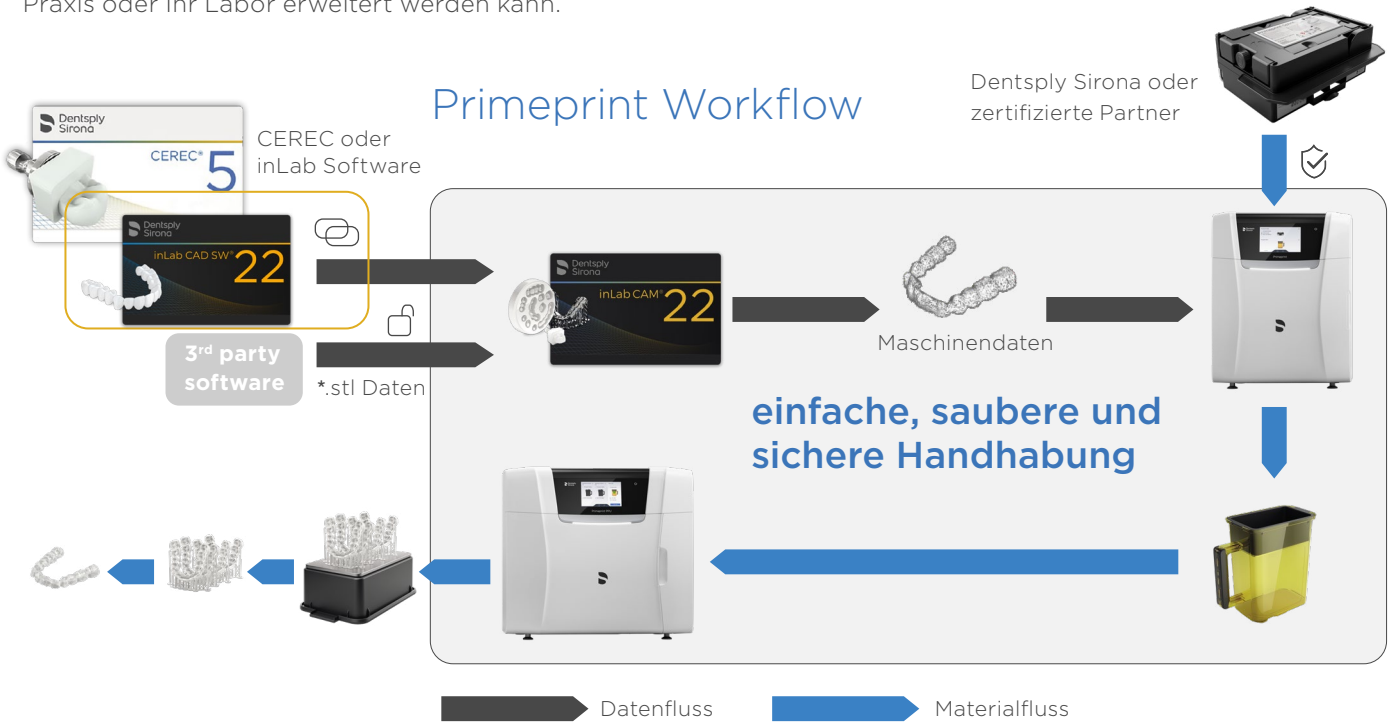 Praxis oder Ihr Labor erweitert werden kann.
Primeprint Workflow
Dentsply Sirona oder
zertifizierte Partner
Dentsply
Sirona
CEREC® 5
CEREC oder
inLab Software
Dentsply
Sirona
inLab CAD SW® 22
3rd party
software
*.stl Daten
Dentsply
Sirona
inLab CAM® 22
Maschinendaten
einfache, saubere und
sichere Handhabung
Datenfluss
Materialfluss